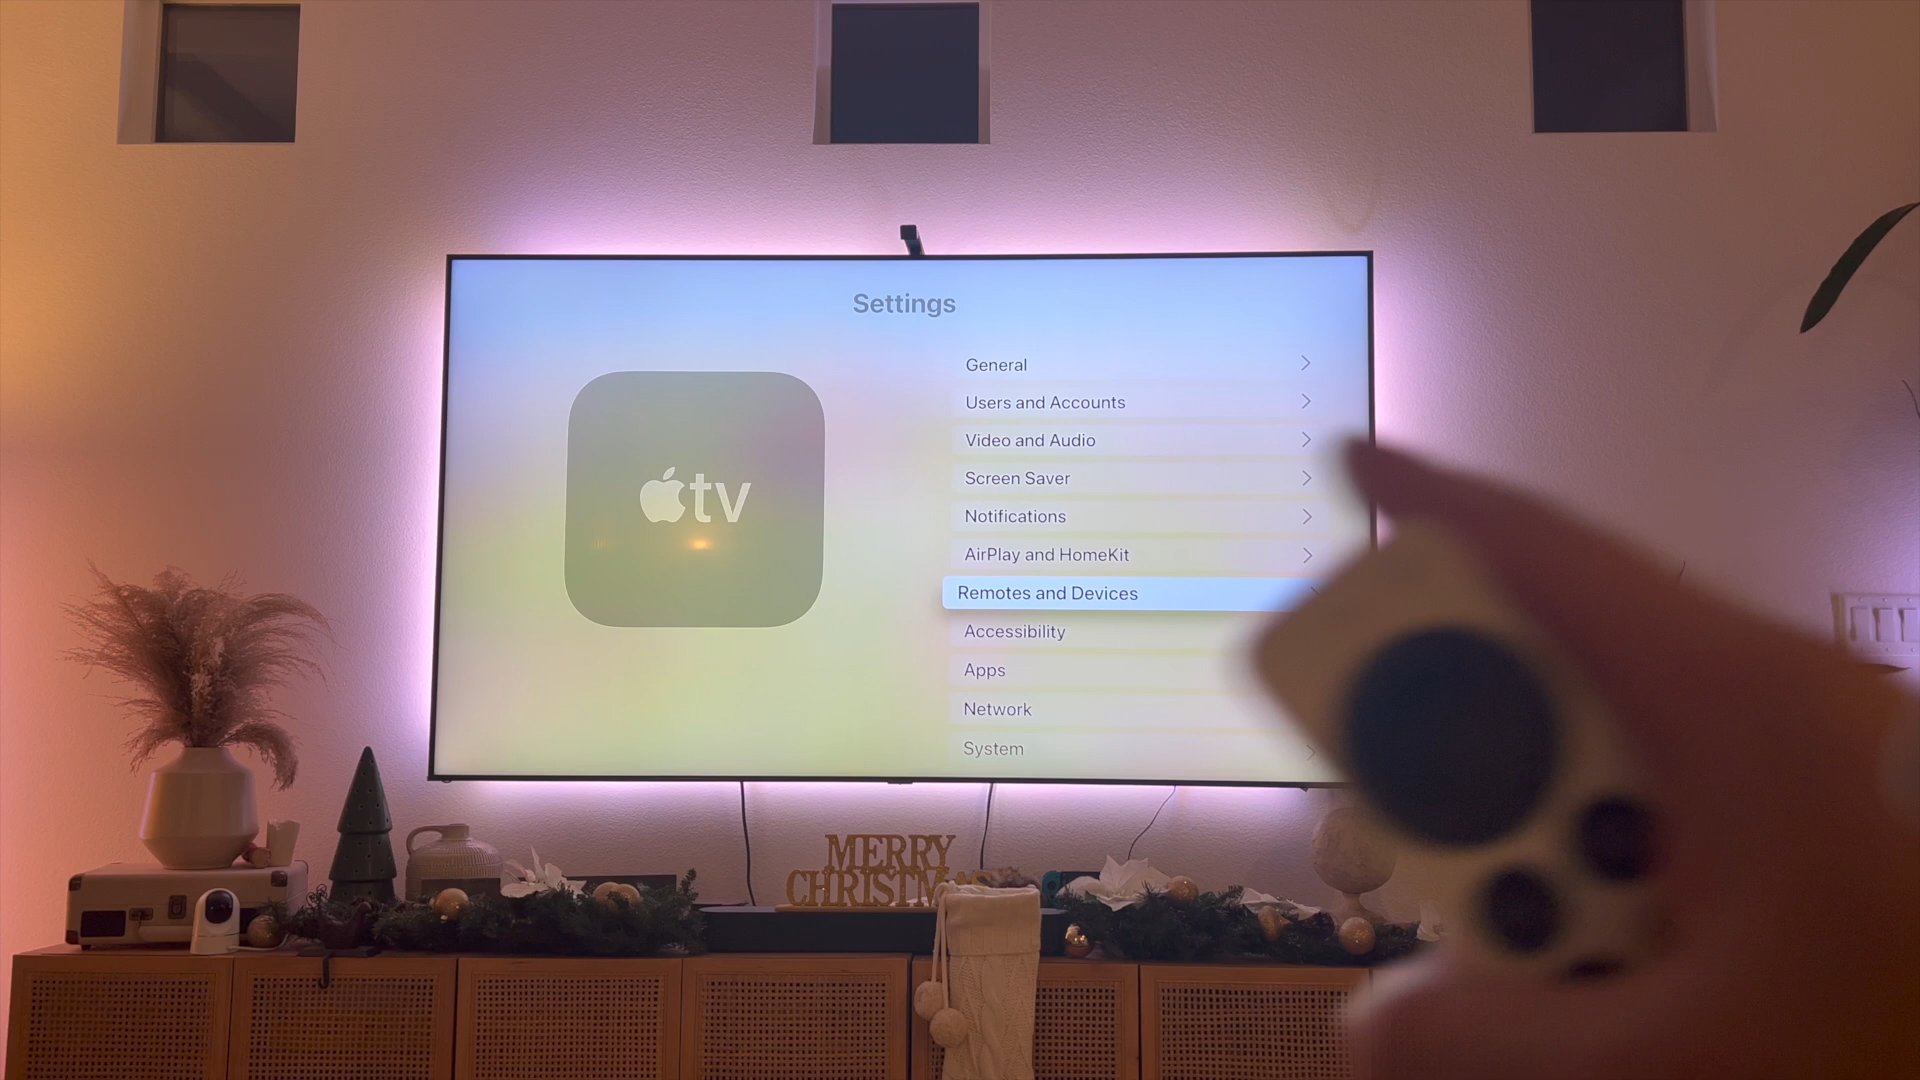 Settings
tv
General
Users and Accounts
Video and Audio
Screen Saver
Notifications
AirPlay and HomeKit
Remotes and Devices
Accessibility
Apps
Network
System
MERRY
CHRISTMAS